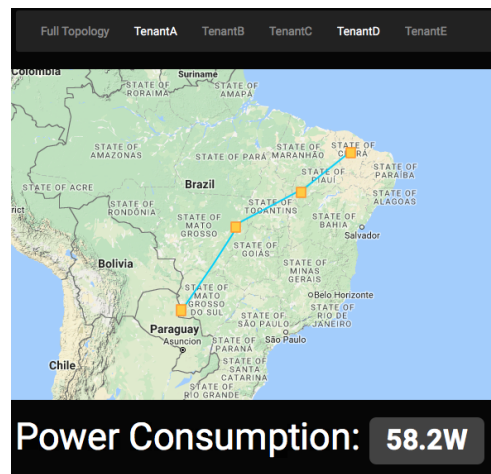 Full Topology TenantA TenantB TenantC TenantD TenantE
Colombia
Suriname
STATE OF
RORAIMA
STATE OF
AMAPÁ
STATE OF
AMAZONAS
STATE OF PARÁ
STATE OF
MARANHÃO
STATE OF
CEARÁ
STATE OF
PARAÍBA
STATE OF
PIAUÍ
STATE OF ACRE
Brazil
STATE OF
ALAGOAS
STATE OF
RONDÔNIA
STATE OF
TOCANTINS
STATE OF
MATO
GROSSO
STATE OF
BAHIA
Salvador
STATE OF
GOIÁS
Bolivia
STATE OF
MINAS
GERAIS
STATE OF
MATO
GROSSO
DO SUL
Belo Horizonte
STATE OF
SÃO PAULO
STATE OF
RIO DE
JANEIRO
Paraguay
Asuncion
STATE OF
PARANÁ
São Paulo
Chile
STATE OF
SANTA
CATARINA
STATE OF
RIO GRANDE
Power Consumption: 58.2W